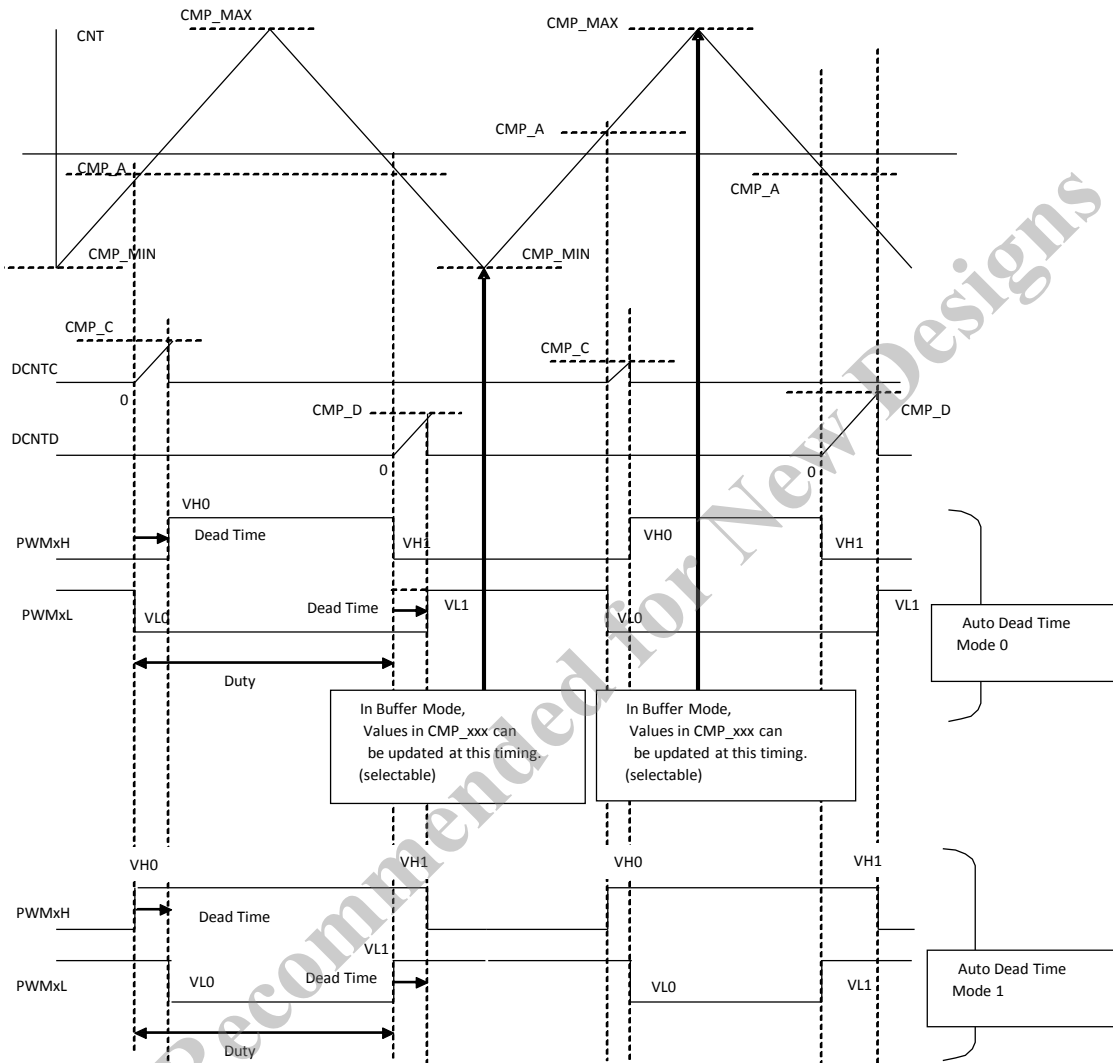 CMP_MAX
CMP_MAX
CNT
CMP_A
CMP_A
CMP_A
CMP_MIN
CMP_MIN
CMP_C
CMP_C
DCNTC
0
CMP_D
CMP_D
DCNTD
0
0
VH0
Dead Time
VH0
PWMxH
VH1
VH1
PWMxL
VL0
Dead Time
VL1
VL0
VL1
Auto Dead Time
Mode 0
Duty
In Buffer Mode,
Values in CMP_xxx can
be updated at this timing.
(selectable)
In Buffer Mode,
Values in CMP_xxx can
be updated at this timing.
(selectable)
VH0
VH1
VH0
VH1
PWMxH
Dead Time
VL1
PWMxL
VL0
Dead Time
VL0
VL1
Auto Dead Time
Mode 1
Duty
Recommended for New Designs